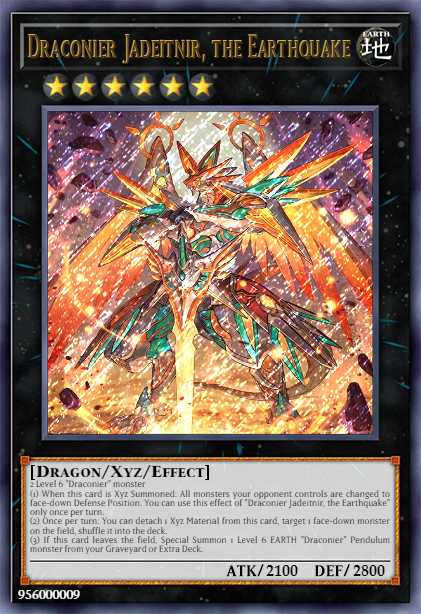 Draconier Jadeitnir, the Earthquake
EARTH
地
[Dragon/Xyz/Effect]
2 Level 6 "Draconier" monster
(1) When this card is Xyz Summoned: All monsters your opponent controls are changed to
face-down Defense Position. You can use this effect of "Draconier Jadeitnir, the Earthquake"
only once per turn.
(2) Once per turn: You can detach 1 Xyz Material from this card, target 1 face-down monster
on the field, shuffle it into the deck.
(3) If this card leaves the field, Special Summon 1 Level 6 EARTH "Draconier" Pendulum
monster from your Graveyard or Extra Deck.
ATK/2100 DEF/2800
956000009